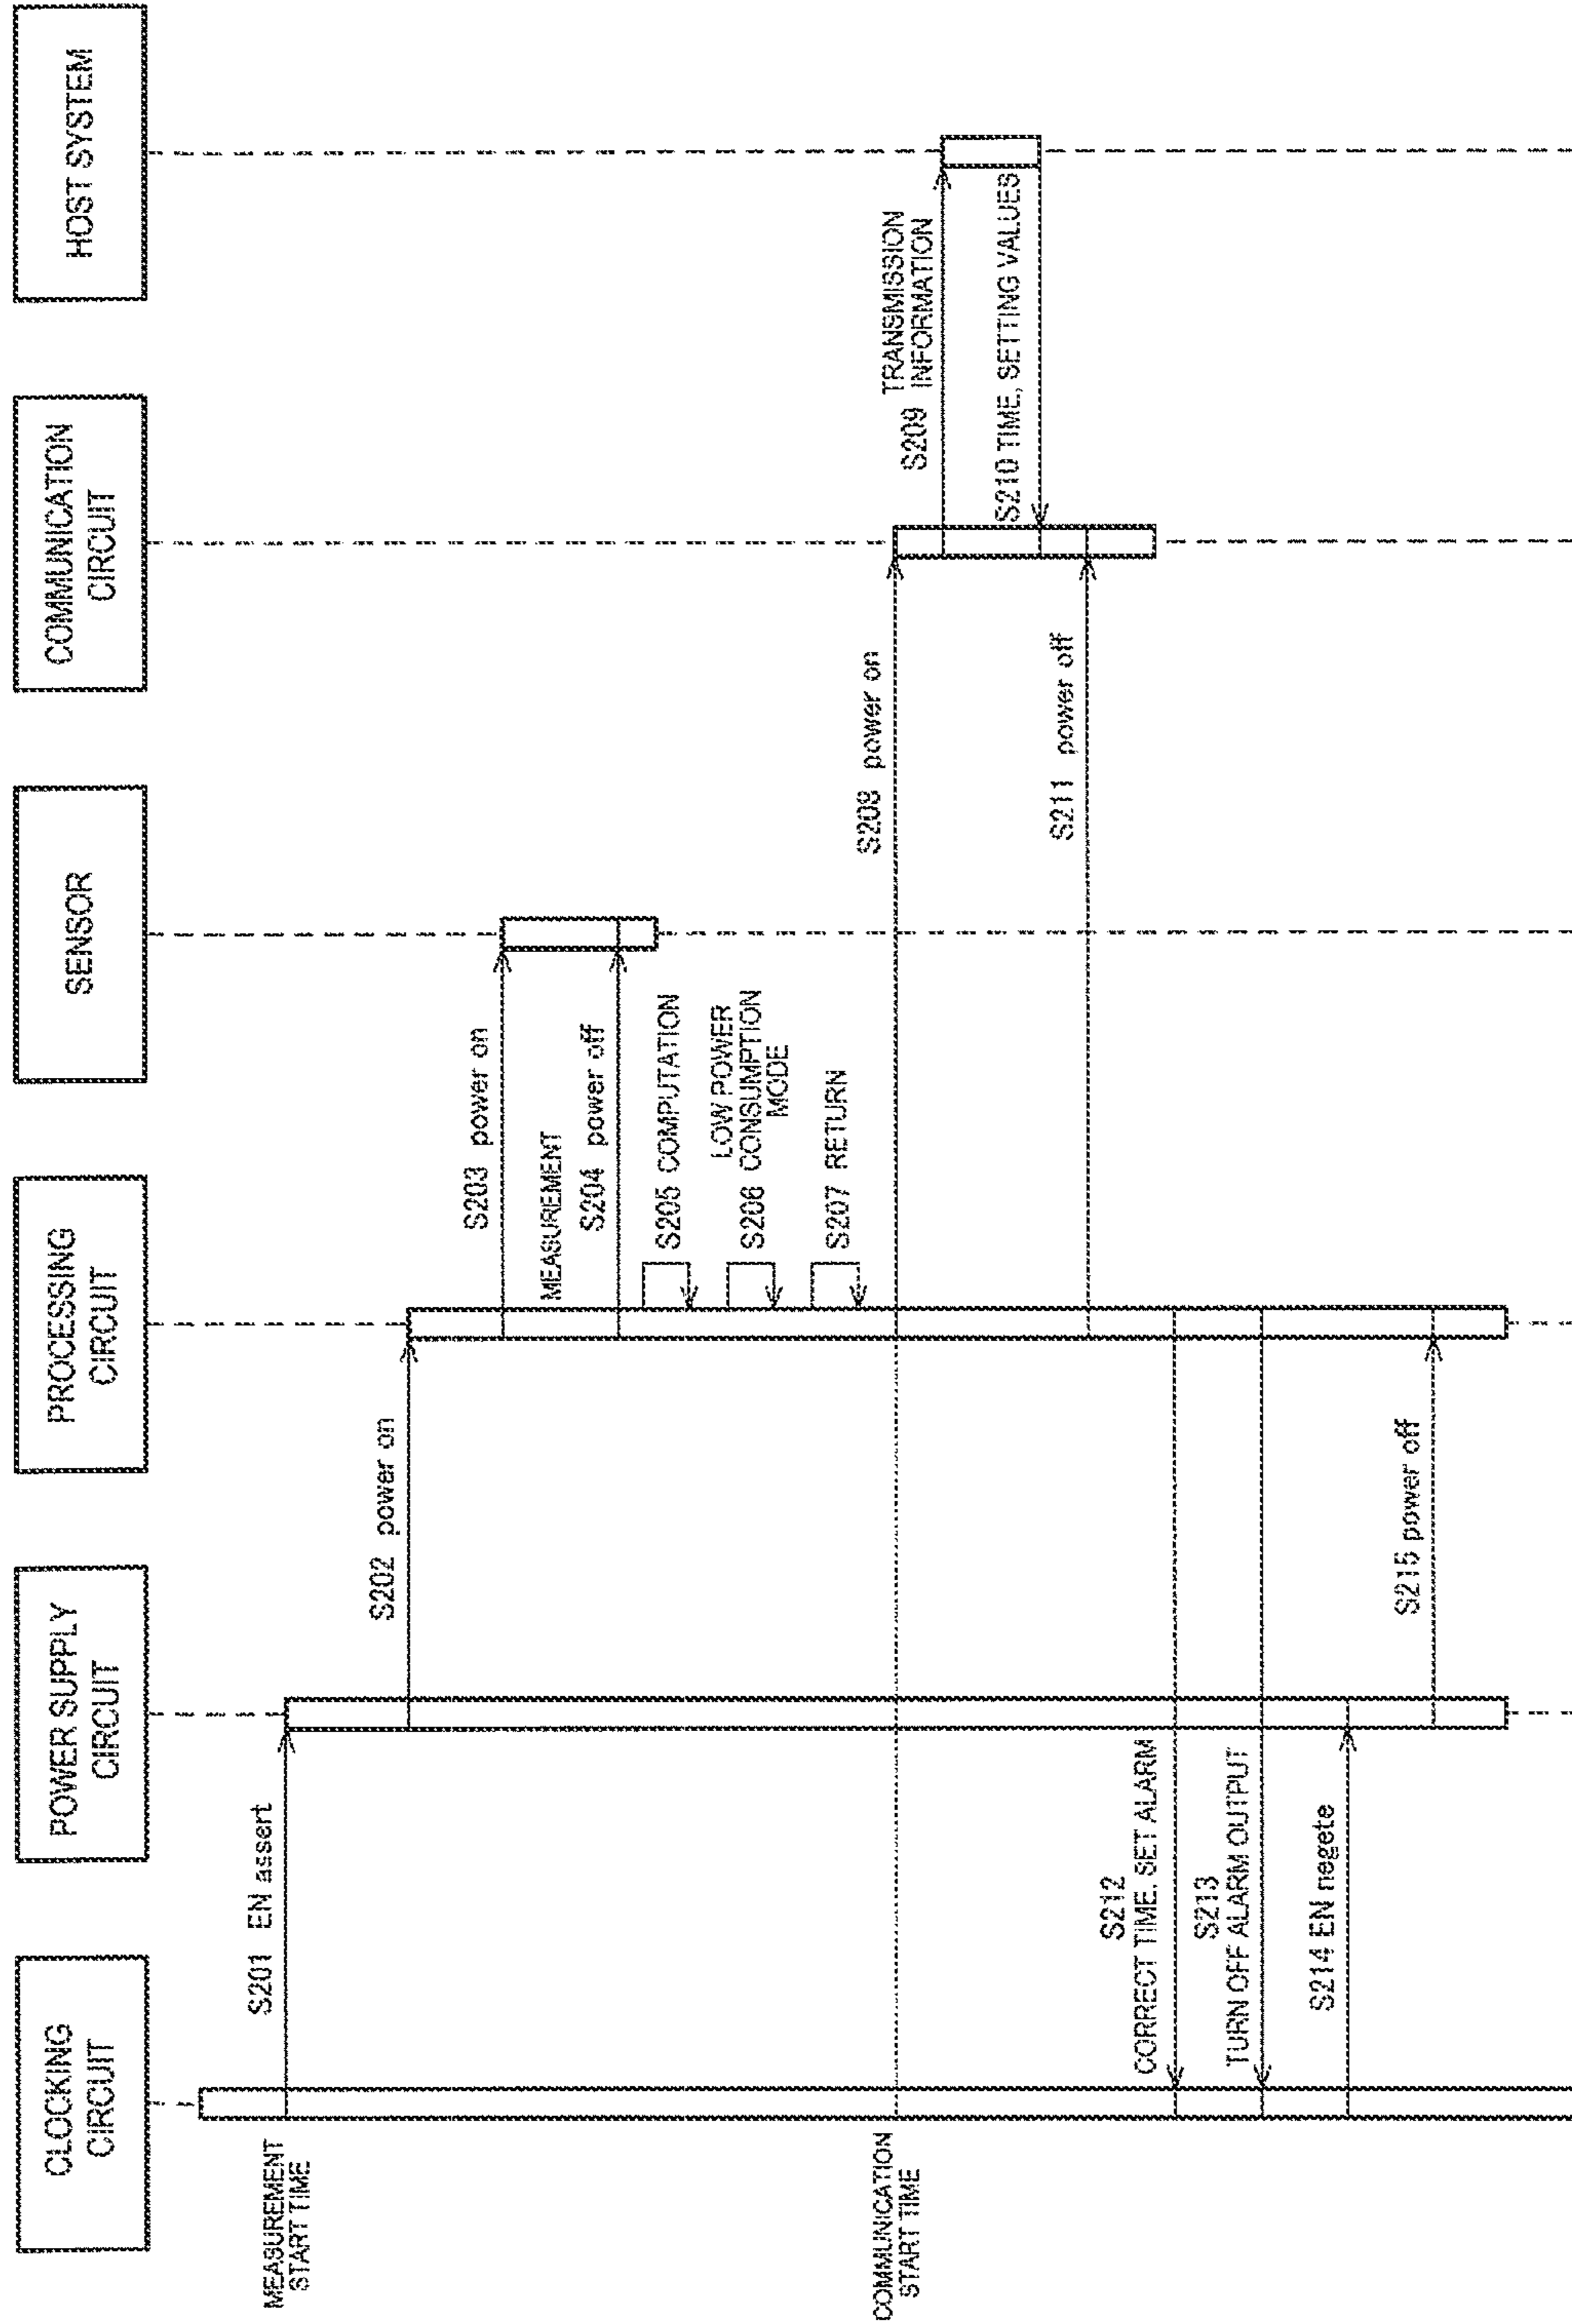 CLOCKING
CIRCUIT
POWER SUPPLY
CIRCUIT
PROCESSING
CIRCUIT
SENSOR
COMMUNICATION
CIRCUIT
HOST SYSTEM
MEASUREMENT
START TIME
S201 EN assert
S202 power on
S203 power on
MEASUREMENT
S204 power off
S205 COMPUTATION
LOW POWER
S206 CONSUMPTION
MODE
S207 RETURN
COMMUNICATION
START TIME
S208 power on
TRANSMISSION
S209 INFORMATION
S210 TIME, SETTING VALUES
S211 power off
S212
CORRECT TIME, SET ALARM
S213
TURN OFF ALARM OUTPUT
S214 EN negete
S215 power off